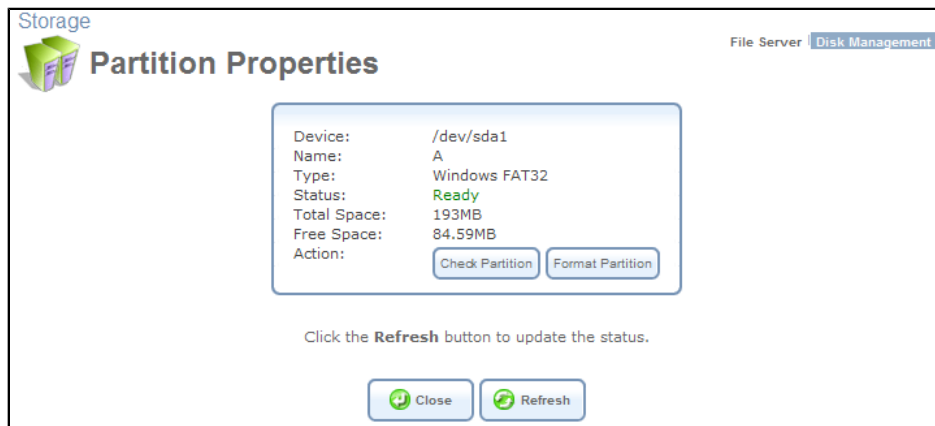 Storage
File Server Disk Management
Partition Properties
Device: /dev/sda1
Name: A
Type: Windows FAT32
Status: Ready
Total Space: 193MB
Free Space: 84.59MB
Action: Check Partition Format Partition
Click the Refresh button to update the status.
Close Refresh